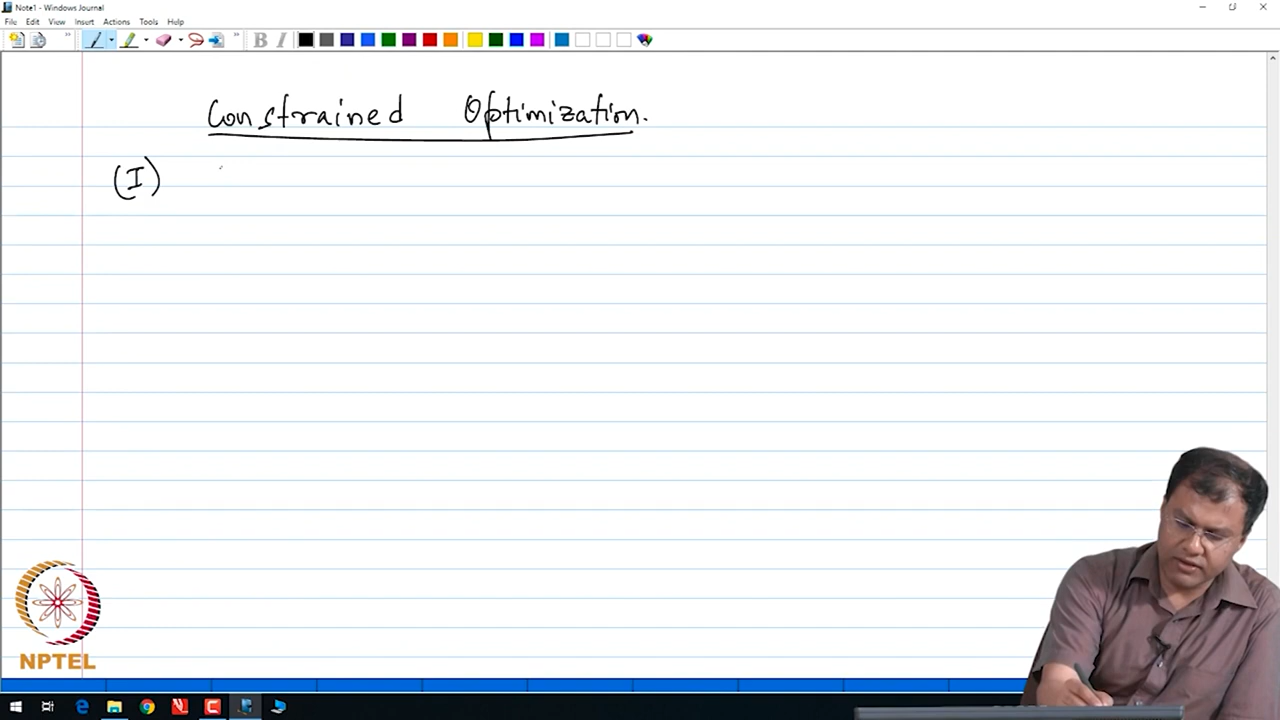 Note1 - Windows Journal
File Edit View Insert Actions Tools Help
B I
Constrained Optimization.
(I)
NPTEL